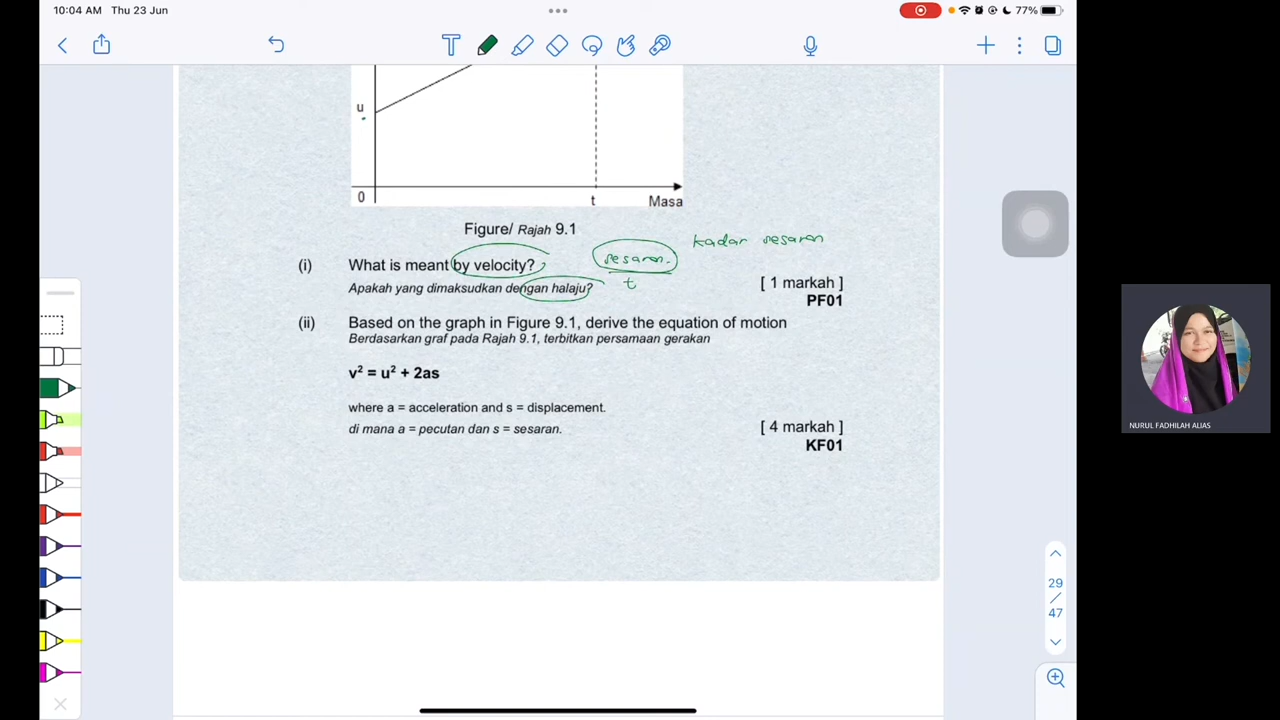 10:04 AM Thu 23 Jun
77%
T
u
0
t
Masa
Figure/ Rajah 9.1
kadar sesaran
(i) What is meant by velocity?
sesaran
t
Apakah yang dimaksudkan dengan halaju?
[ 1 markah ]
PF01
(ii) Based on the graph in Figure 9.1, derive the equation of motion
Berdasarkan graf pada Rajah 9.1, terbitkan persamaan gerakan
v² = u² + 2as
where a = acceleration and s = displacement.
di mana a = pecutan dan s = sesaran.
[ 4 markah ]
KF01
NURUL FADHILAH ALIAS
29
/
47